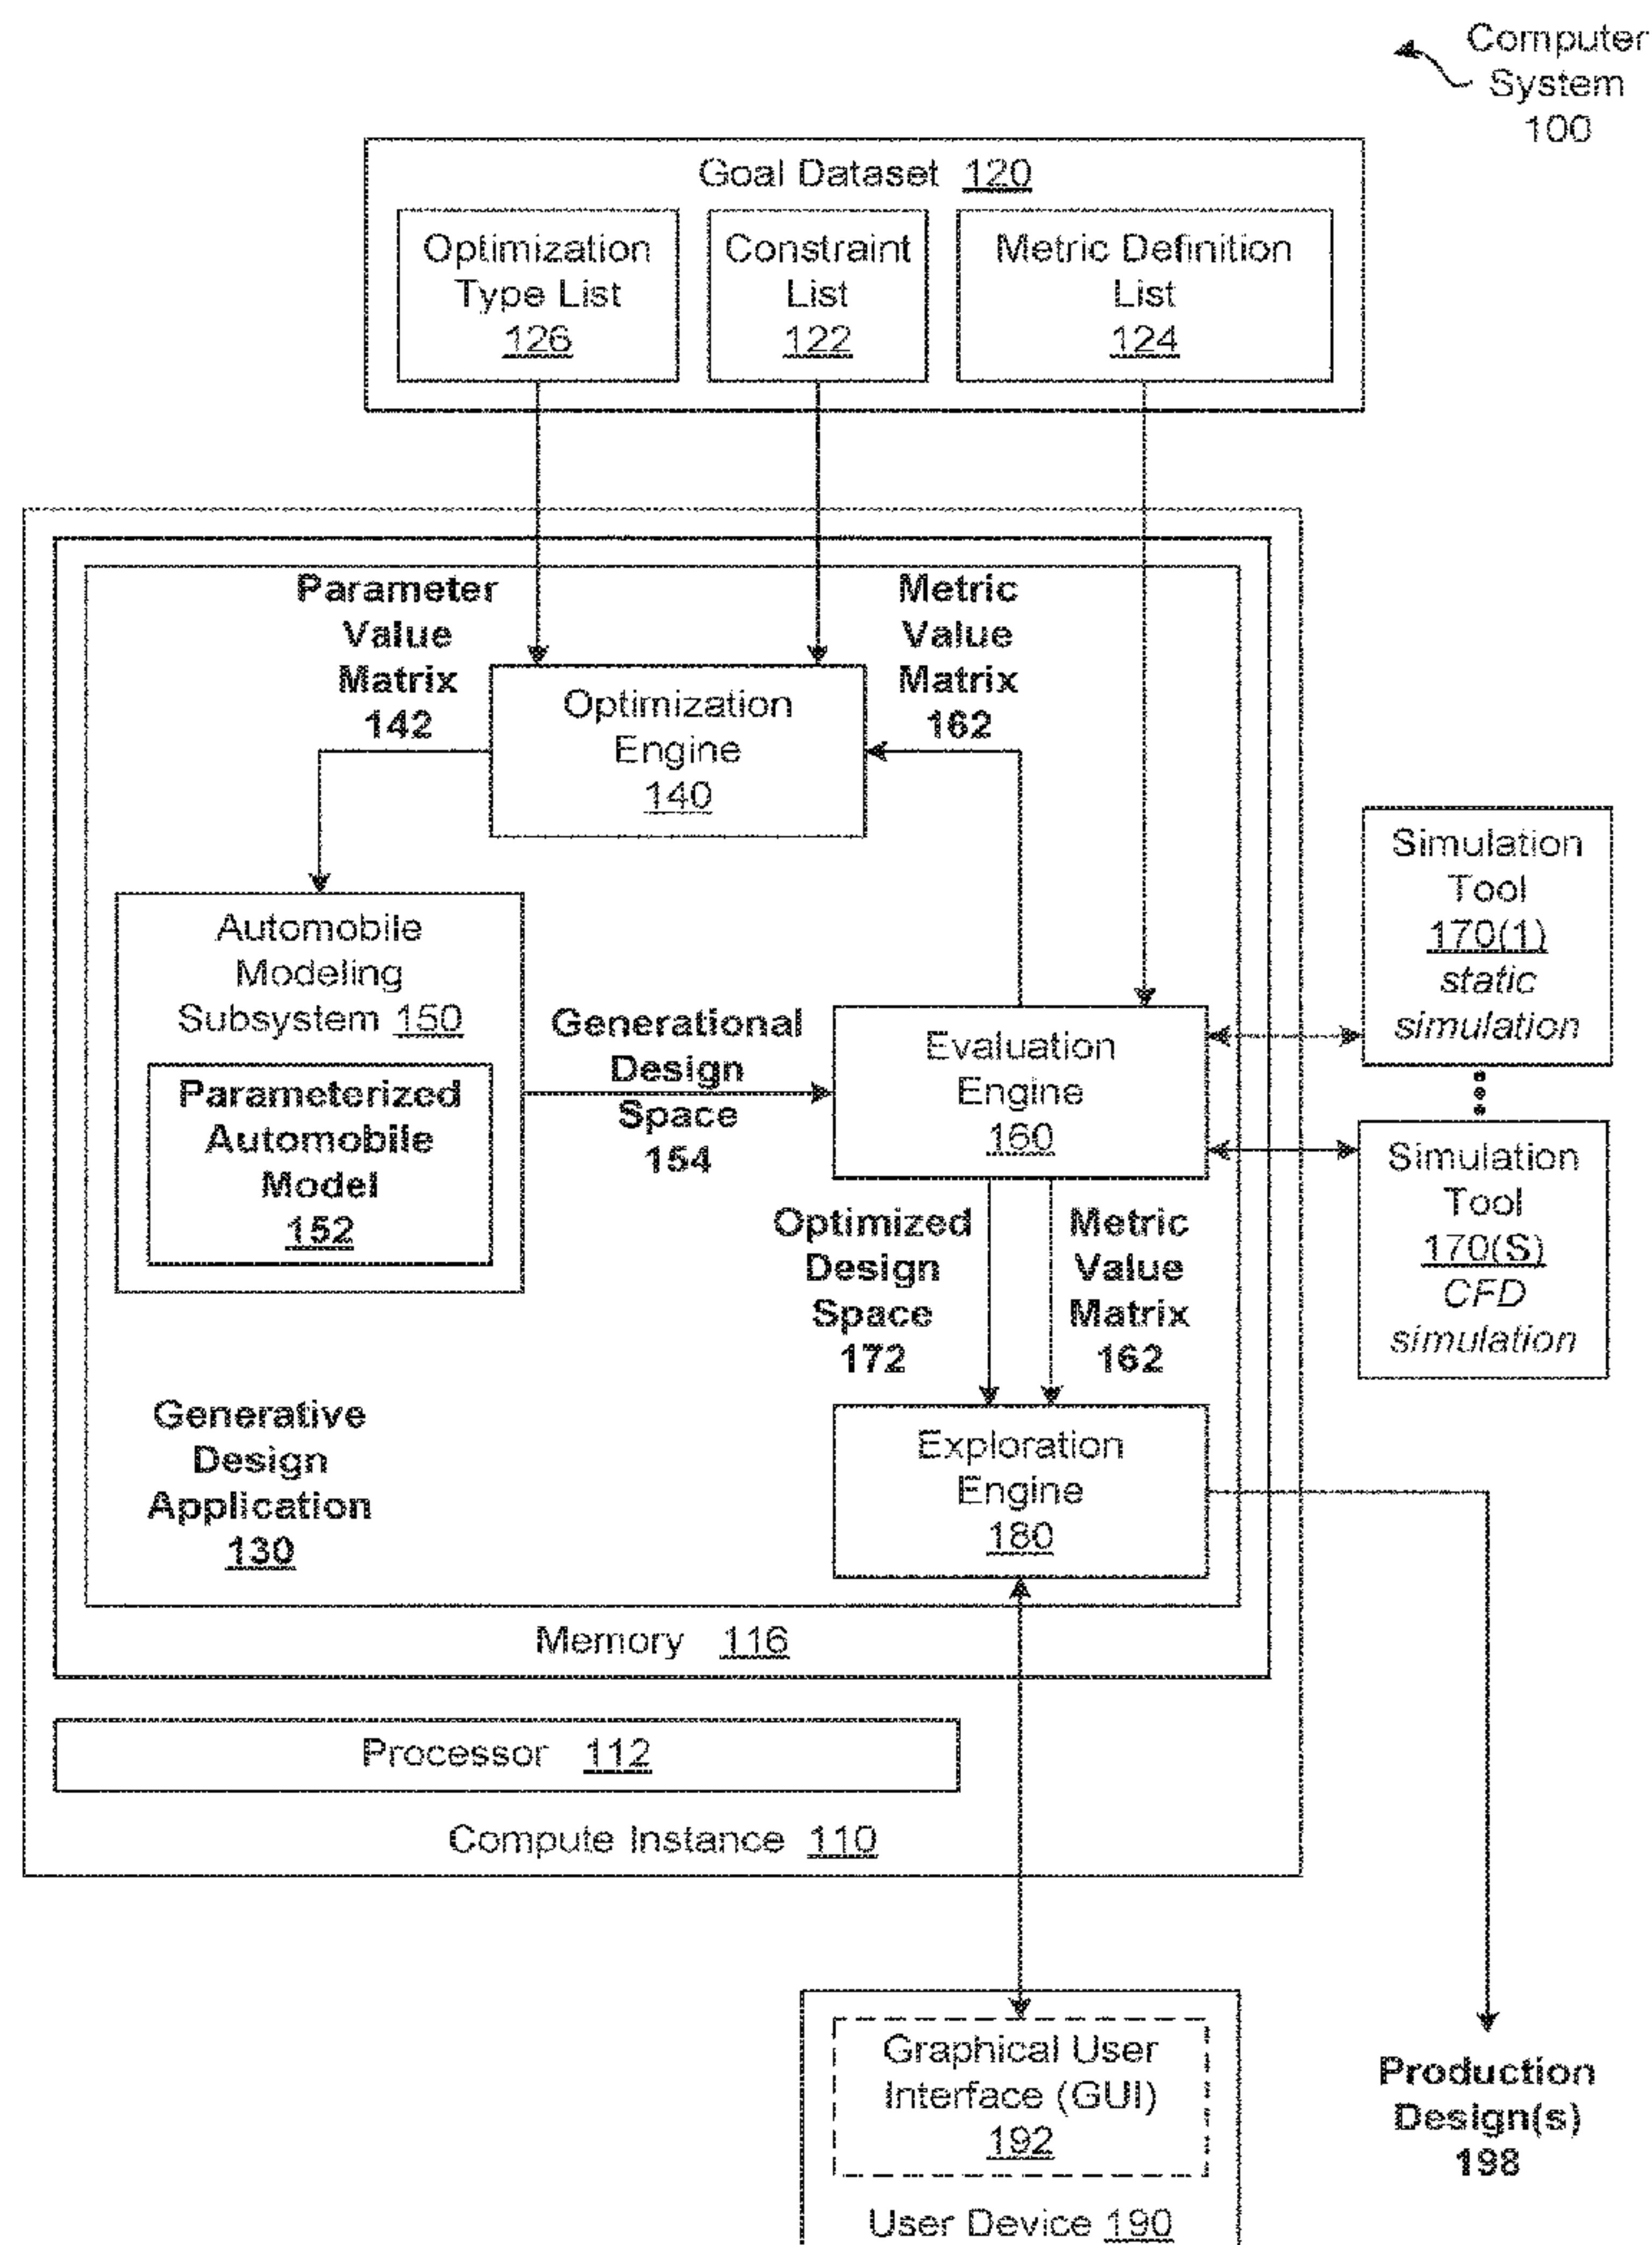 Computer
System
100
Goal Dataset 120
Optimization
Type List
126
Constraint
List
122
Metric Definition
List
124
Parameter
Value
Matrix
142
Metric
Value
Matrix
162
Optimization
Engine
140
Simulation
Tool
170(1)
static
simulation
Automobile
Modeling
Subsystem 150
Parameterized
Automobile
Model
152
Generational
Design
Space
154
Evaluation
Engine
160
Simulation
Tool
170(S)
CFD
simulation
Optimized
Design
Space
172
Metric
Value
Matrix
162
Generative
Design
Application
130
Exploration
Engine
180
Memory 116
Processor 112
Compute Instance 110
Graphical User
Interface (GUI)
192
User Device 190
Production
Design(s)
198